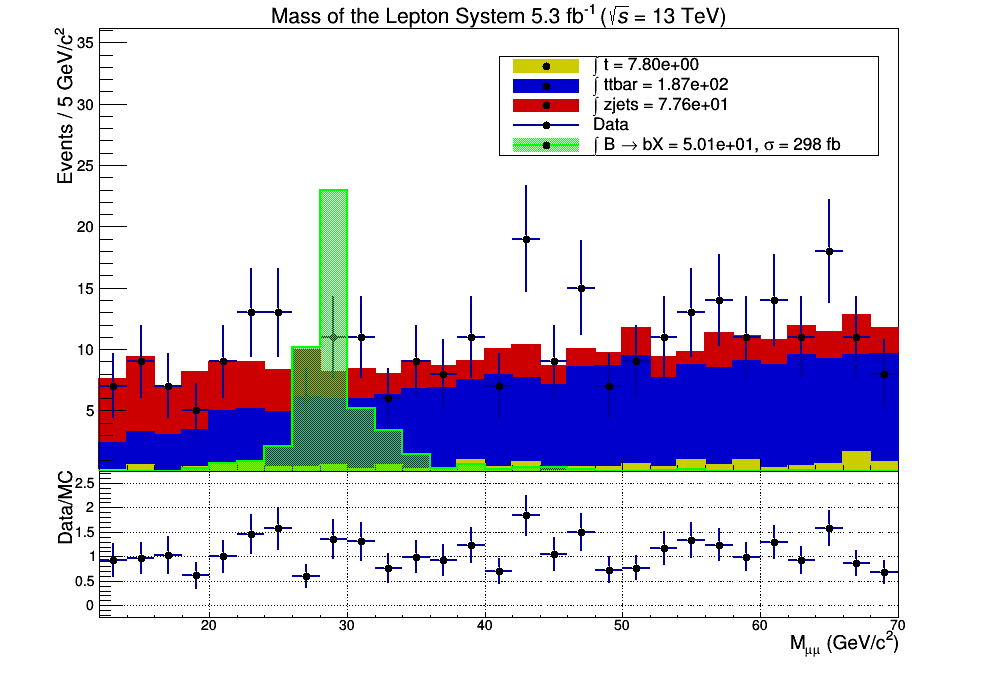 Mass of the Lepton System 5.3 fb⁻¹ (√s = 13 TeV)
Events / 5 GeV/c²
35
30
25
20
15
10
5
∫ t = 7.80e+00
∫ ttbar = 1.87e+02
∫ zjets = 7.76e+01
Data
∫ B → bX = 5.01e+01, σ = 298 fb
Data/MC
2.5
2
1.5
1
0.5
0
20 30 40 50 60 70
M_μμ (GeV/c²)